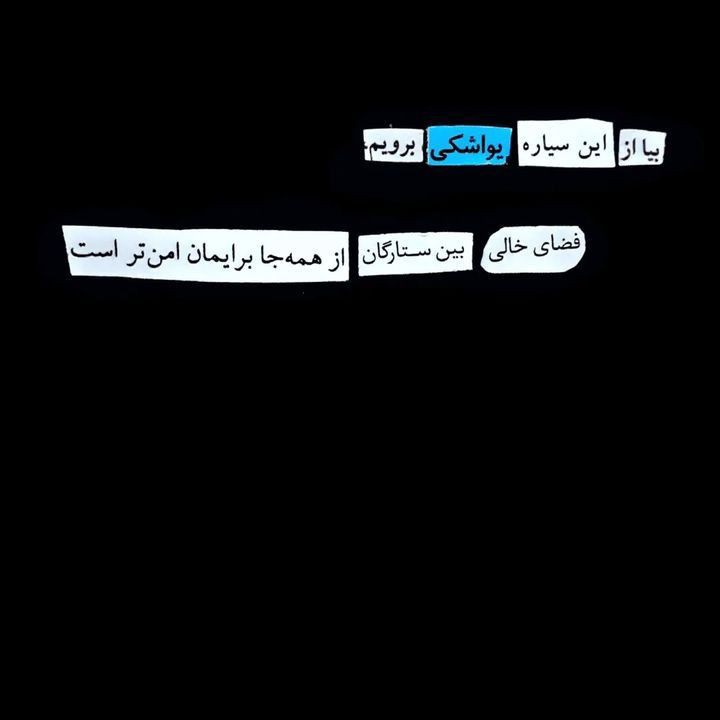 بیا از این سیاره یواشکی برویم.
فضای خالی بین ستارگان از همه‌جا برایمان امن‌تر است